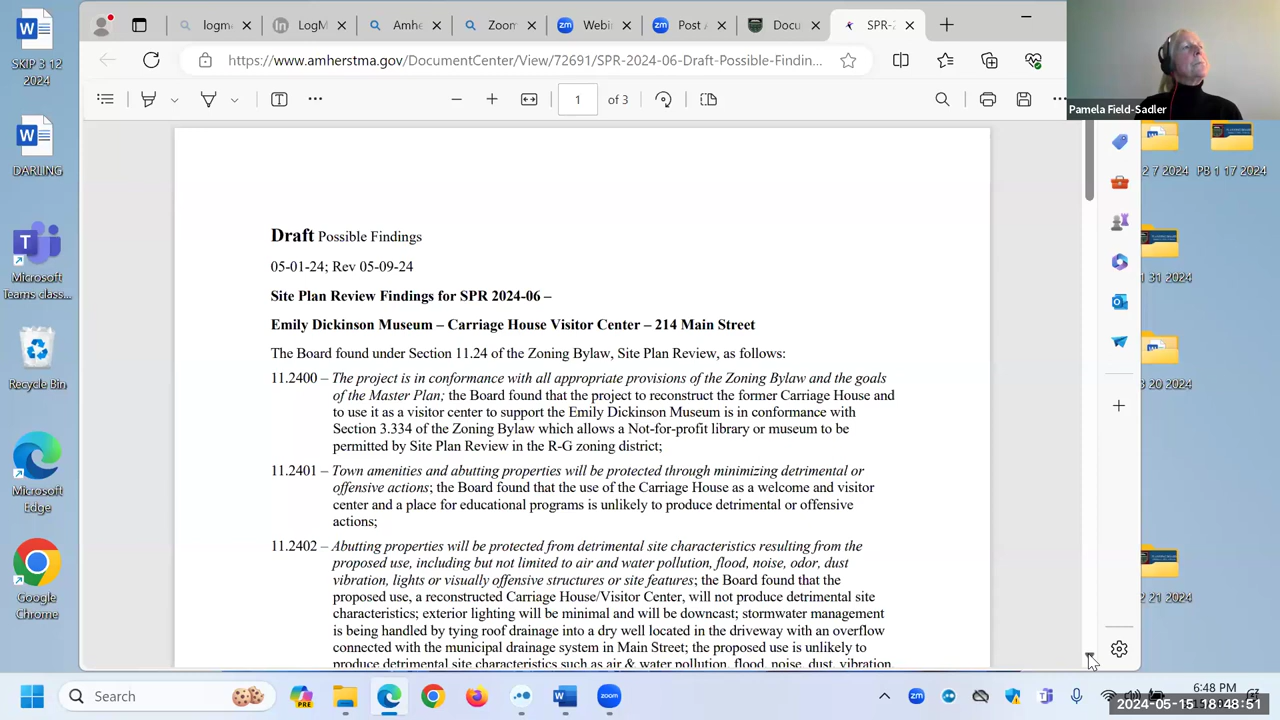 logm
LogM
Amhe
Zoom
Webin
Post A
Docu
SPR-
https://www.amherstma.gov/DocumentCenter/View/72691/SPR-2024-06-Draft-Possible-Findin...
1 of 3
Pamela Field-Sadler
SKIP 3 12
2024
DARLING
Microsoft
Teams class...
Recycle Bin
Microsoft
Edge
Google
Chrome
2 7 2024
PB 1 17 2024
1 31 2024
3 20 2024
2 21 2024
Draft Possible Findings
05-01-24; Rev 05-09-24
Site Plan Review Findings for SPR 2024-06 –
Emily Dickinson Museum – Carriage House Visitor Center – 214 Main Street
The Board found under Section 11.24 of the Zoning Bylaw, Site Plan Review, as follows:
11.2400 – The project is in conformance with all appropriate provisions of the Zoning Bylaw and the goals
of the Master Plan; the Board found that the project to reconstruct the former Carriage House and
to use it as a visitor center to support the Emily Dickinson Museum is in conformance with
Section 3.334 of the Zoning Bylaw which allows a Not-for-profit library or museum to be
permitted by Site Plan Review in the R-G zoning district;
11.2401 – Town amenities and abutting properties will be protected through minimizing detrimental or
offensive actions; the Board found that the use of the Carriage House as a welcome and visitor
center and a place for educational programs is unlikely to produce detrimental or offensive
actions;
11.2402 – Abutting properties will be protected from detrimental site characteristics resulting from the
proposed use, including but not limited to air and water pollution, flood, noise, odor, dust
vibration, lights or visually offensive structures or site features; the Board found that the
proposed use, a reconstructed Carriage House/Visitor Center, will not produce detrimental site
characteristics; exterior lighting will be minimal and will be downcast; stormwater management
is being handled by tying roof drainage into a dry well located in the driveway with an overflow
connected with the municipal drainage system in Main Street; the proposed use is unlikely to
produce detrimental site characteristics such as air & water pollution, flood, noise, dust, vibration,
Search
PRE
6:48 PM
2024-05-15 18:48:51